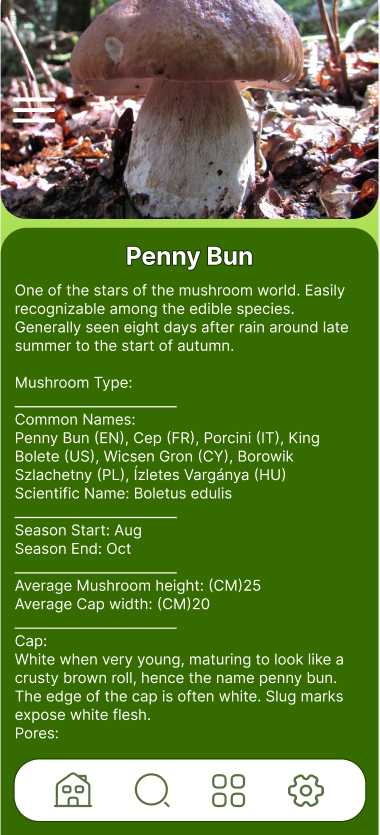 Penny Bun
One of the stars of the mushroom world. Easily
recognizable among the edible species.
Generally seen eight days after rain around late
summer to the start of autumn.
Mushroom Type:
Common Names:
Penny Bun (EN), Cep (FR), Porcini (IT), King
Bolete (US), Wicsen Gron (CY), Borowik
Szlachetny (PL), Ízletes Vargánya (HU)
Scientific Name: Boletus edulis
Season Start: Aug
Season End: Oct
Average Mushroom height: (CM)25
Average Cap width: (CM)20
Cap:
White when very young, maturing to look like a
crusty brown roll, hence the name penny bun.
The edge of the cap is often white. Slug marks
expose white flesh.
Pores: